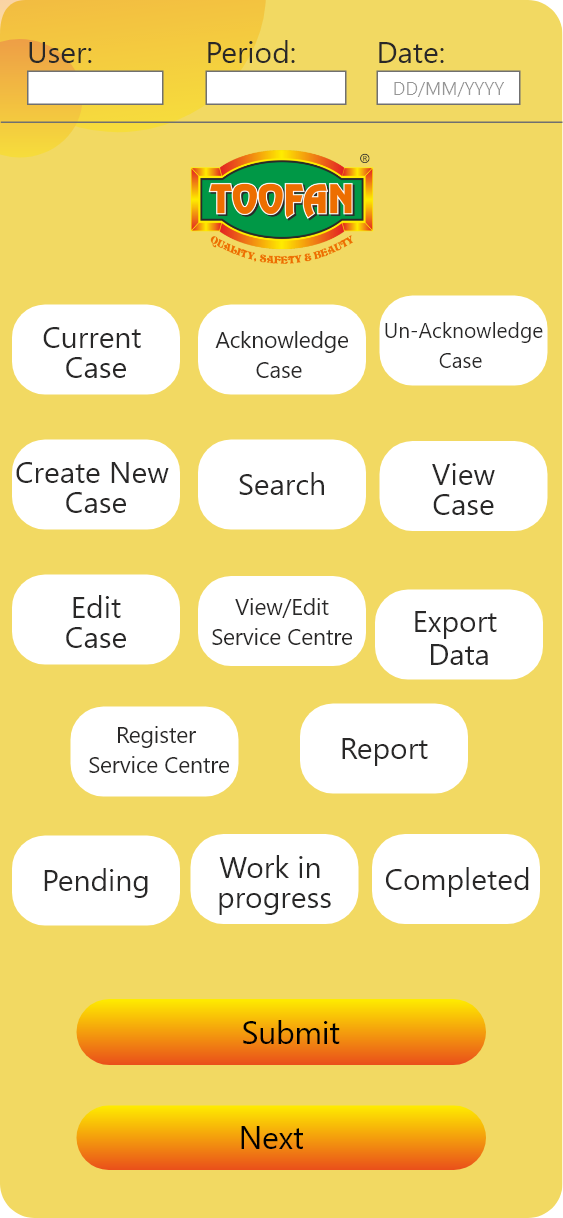 User: Period: Date:
DD/MM/YYYY
®
TOOFAN
QUALITY, SAFETY & BEAUTY
Current
Case
Acknowledge
Case
Un-Acknowledge
Case
Create New
Case
Search
View
Case
Edit
Case
View/Edit
Service Centre
Export
Data
Register
Service Centre
Report
Pending
Work in
progress
Completed
Submit
Next